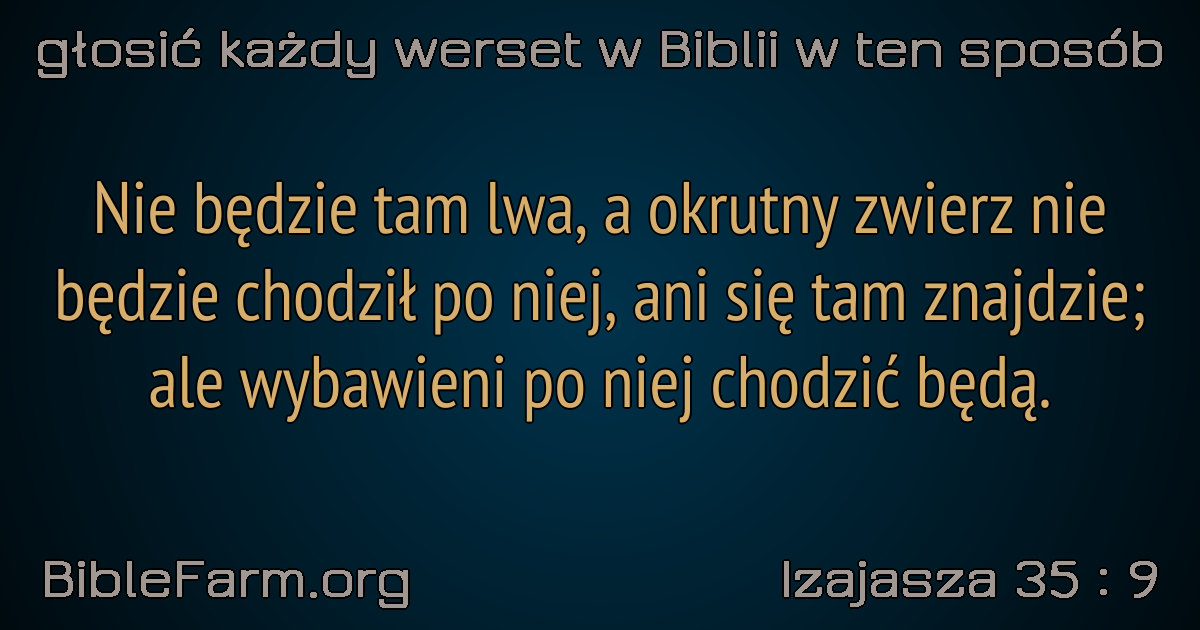 głosić każdy werset w Biblii w ten sposób
Nie będzie tam lwa, a okrutny zwierz nie
będzie chodził po niej, ani się tam znajdzie;
ale wybawieni po niej chodzić będą.
BibleFarm.org
Izajasza 35 : 9